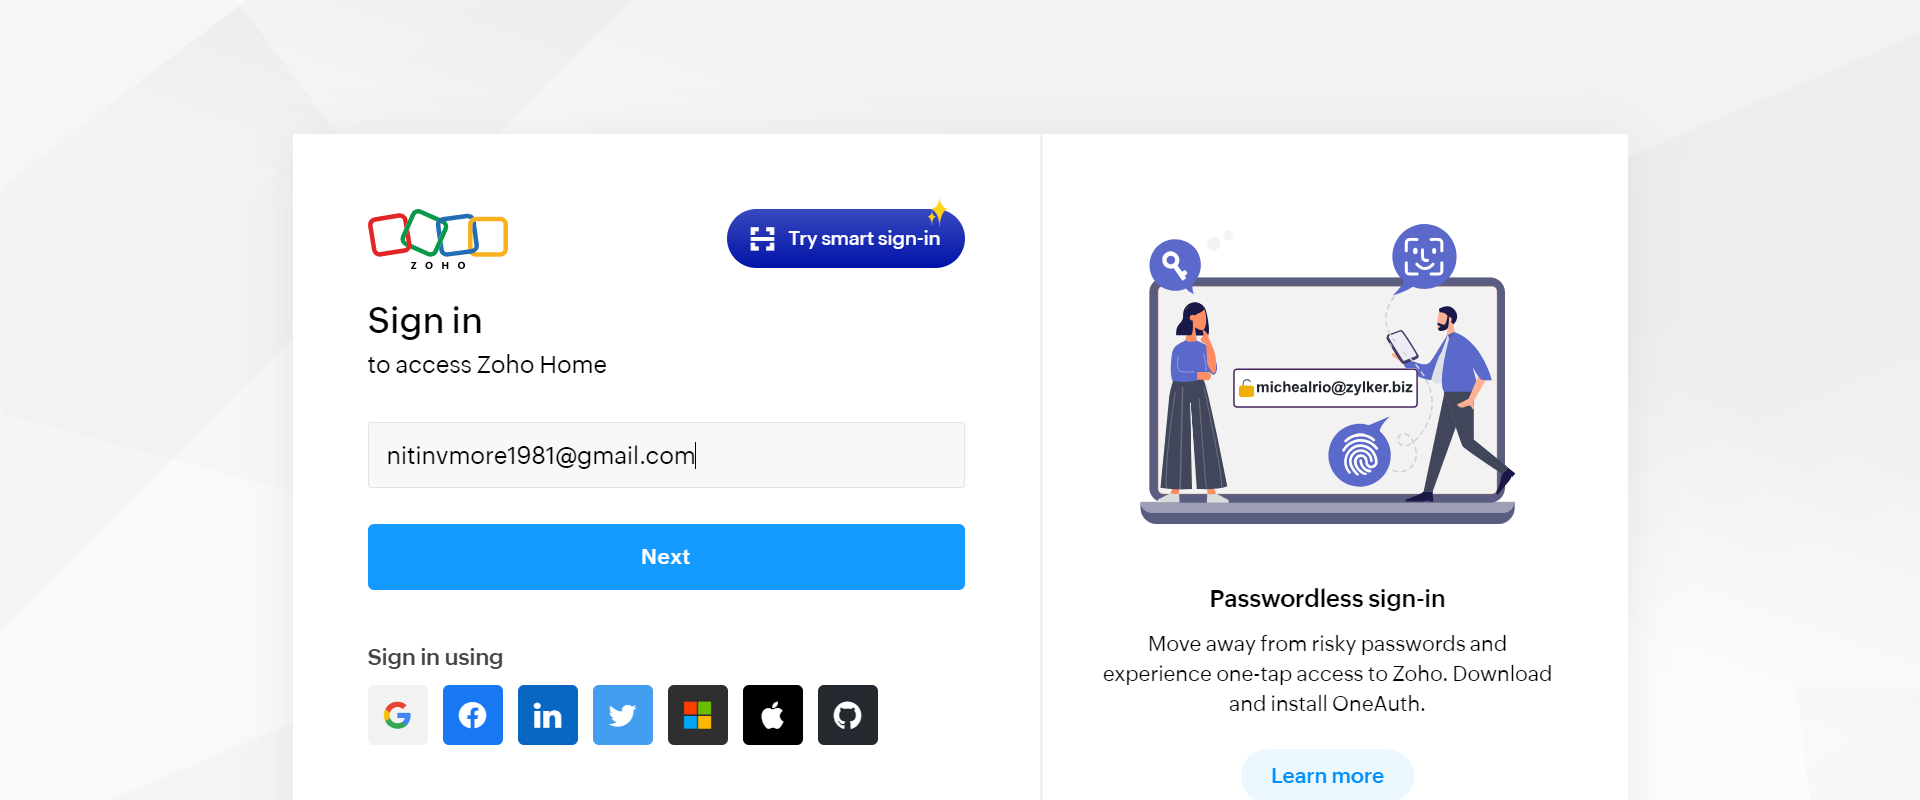 ZOHO
Try smart sign-in
Sign in
to access Zoho Home
nitinvmore1981@gmail.com
Next
Sign in using
in
michealrio@zylker.biz
Passwordless sign-in
Move away from risky passwords and
experience one-tap access to Zoho. Download
and install OneAuth.
Learn more